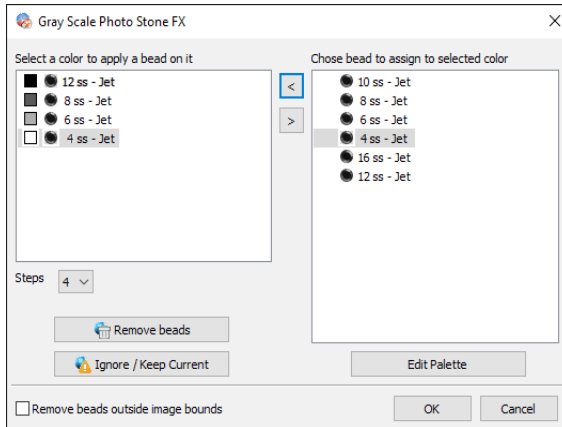 Gray Scale Photo Stone FX
Select a color to apply a bead on it
12 ss - Jet
8 ss - Jet
6 ss - Jet
4 ss - Jet
<
>
Chose bead to assign to selected color
10 ss - Jet
8 ss - Jet
6 ss - Jet
4 ss - Jet
16 ss - Jet
12 ss - Jet
Steps
4
Remove beads
Ignore / Keep Current
Edit Palette
Remove beads outside image bounds
OK
Cancel